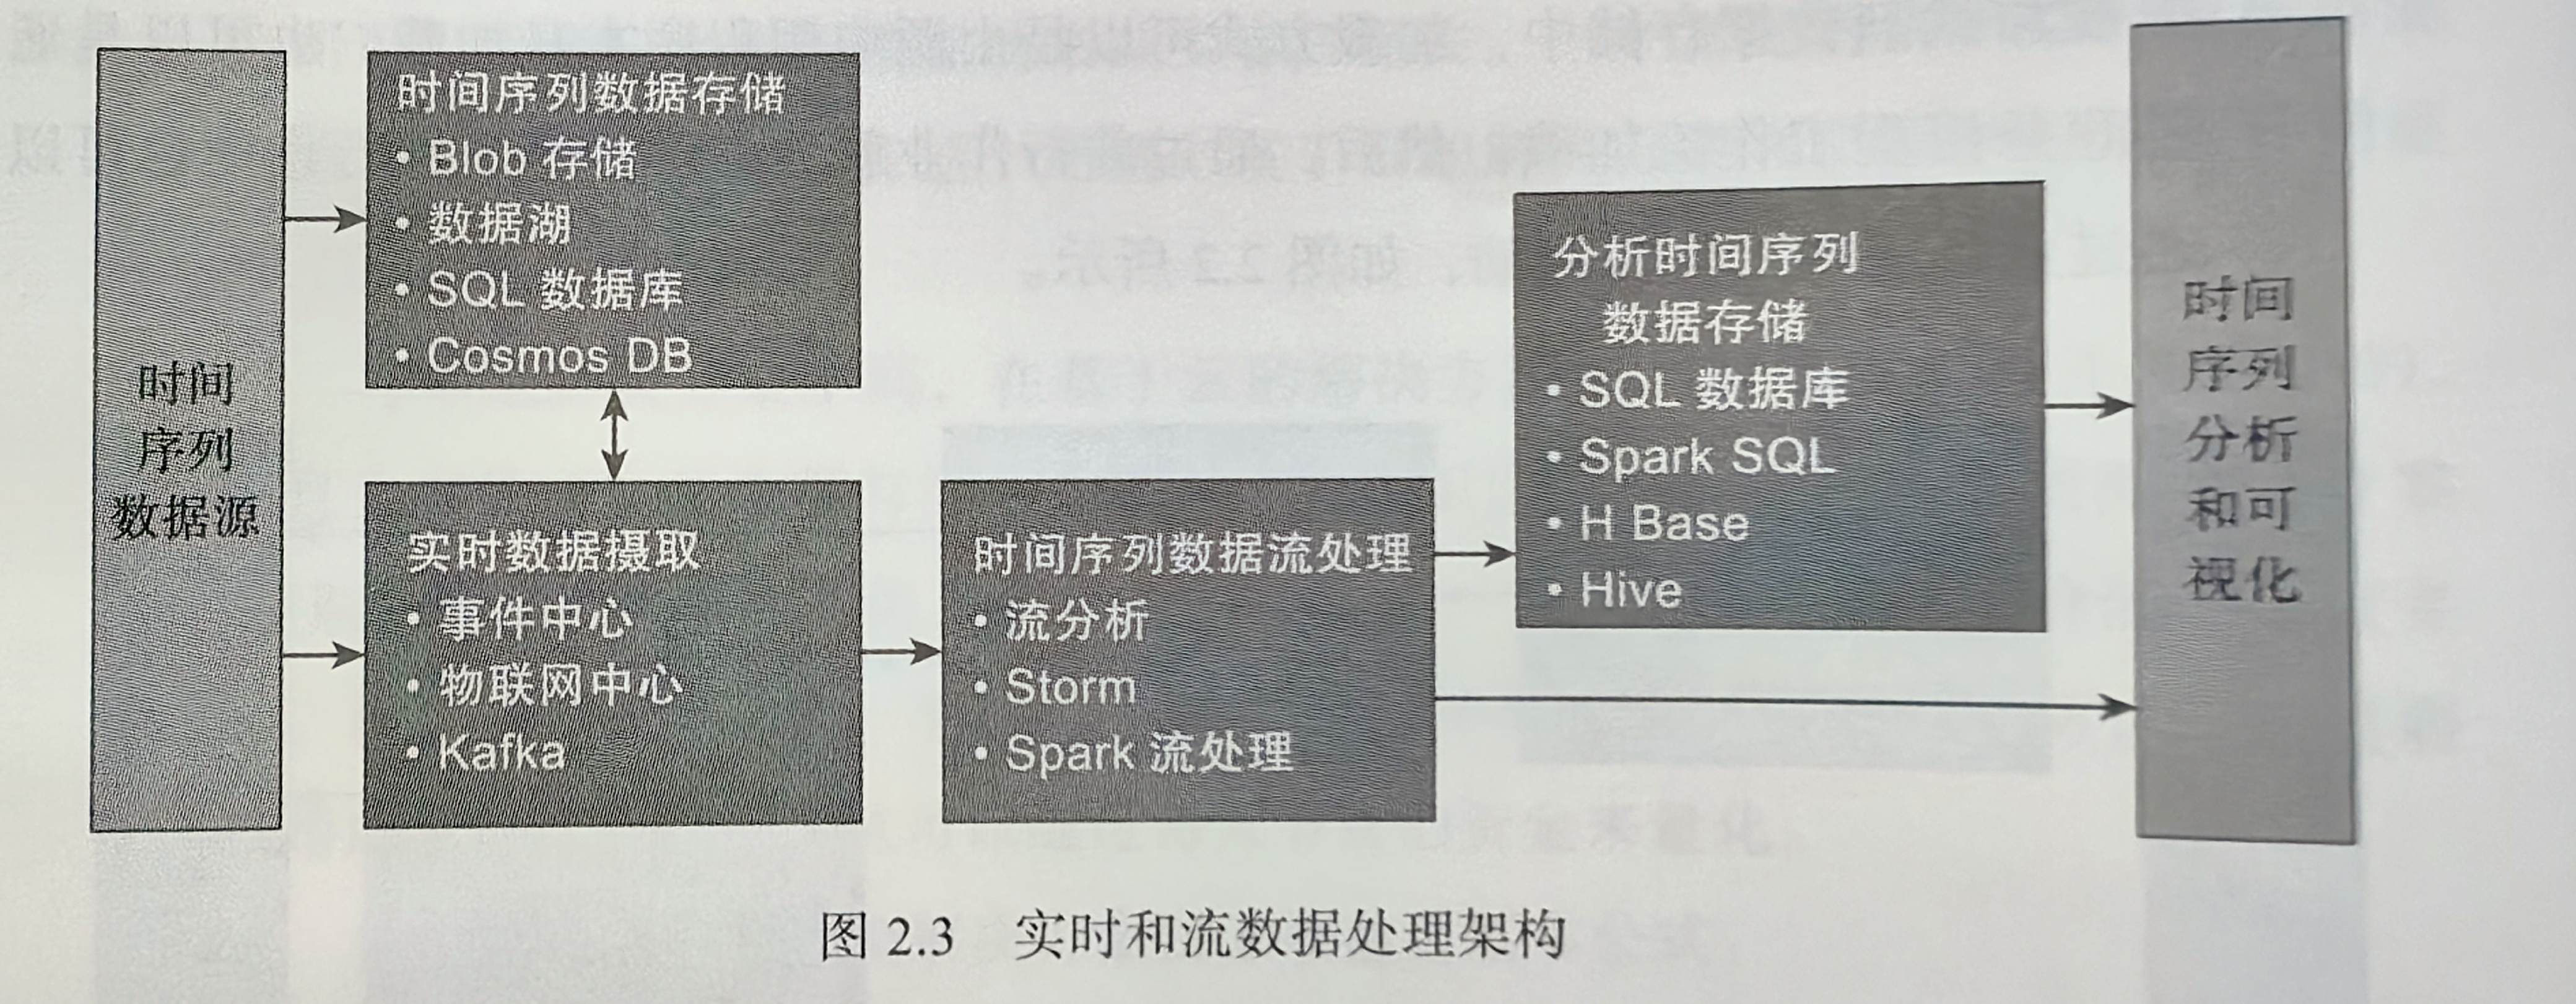 时间
序列
数据源
时间序列数据存储
• Blob 存储
• 数据湖
• SQL 数据库
• Cosmos DB
实时数据摄取
• 事件中心
• 物联网中心
• Kafka
时间序列数据流处理
• 流分析
• Storm
• Spark 流处理
分析时间序列
数据存储
• SQL 数据库
• Spark SQL
• H Base
• Hive
时间
序列
分析
和可
视化
图 2.3 实时和流数据处理架构